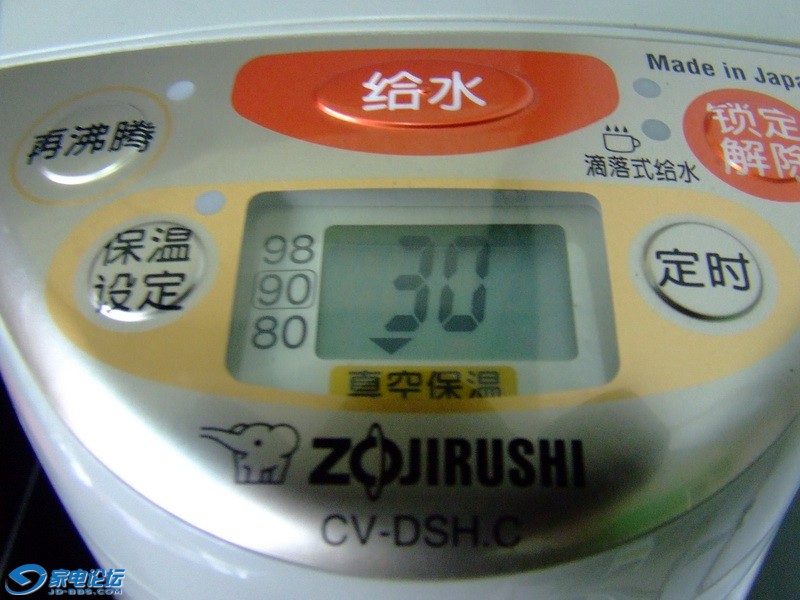 给水
Made in Japa
再沸腾
滴落式给水
锁定
解除
保温
设定
98
90
80
30
定时
真空保温
ZOJIRUSHI
CV-DSH.C
家电论坛
JD-BBS.COM